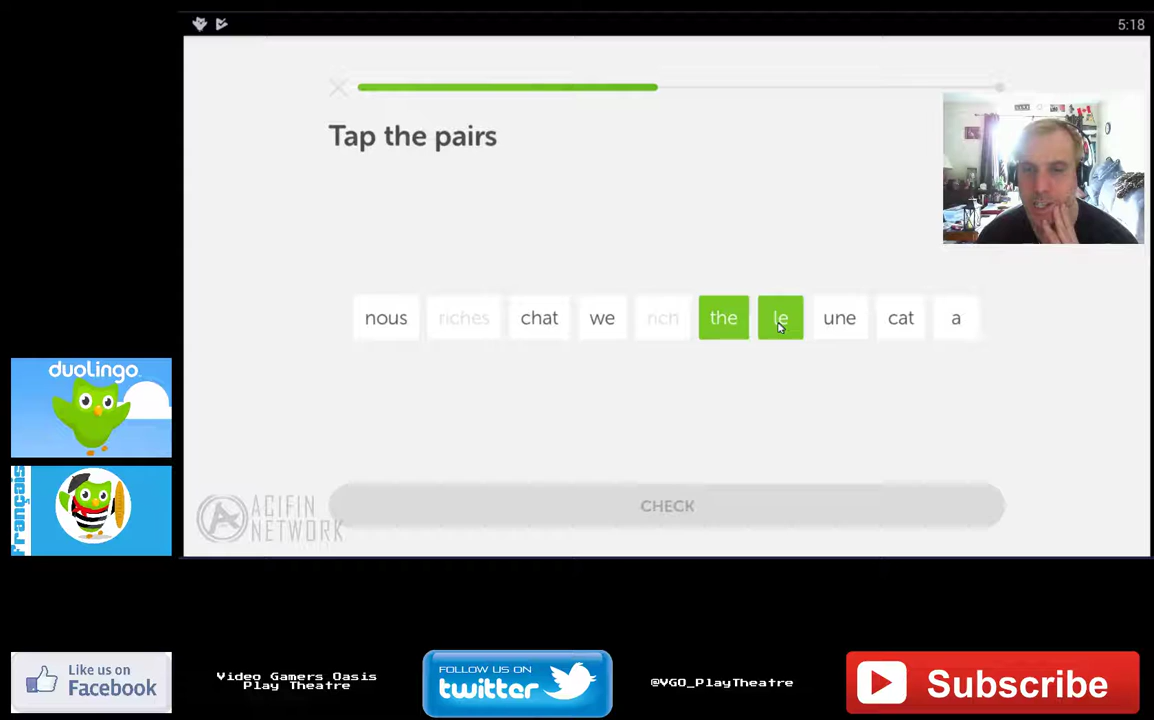 5:18
Tap the pairs
nous riches chat we rich the le une cat a
CHECK
ACIFIN
NETWORK
duolingo
français
Like us on
Facebook
Video Gamers Oasis
Play Theatre
FOLLOW US ON
twitter
@VGO_PlayTheatre
Subscribe